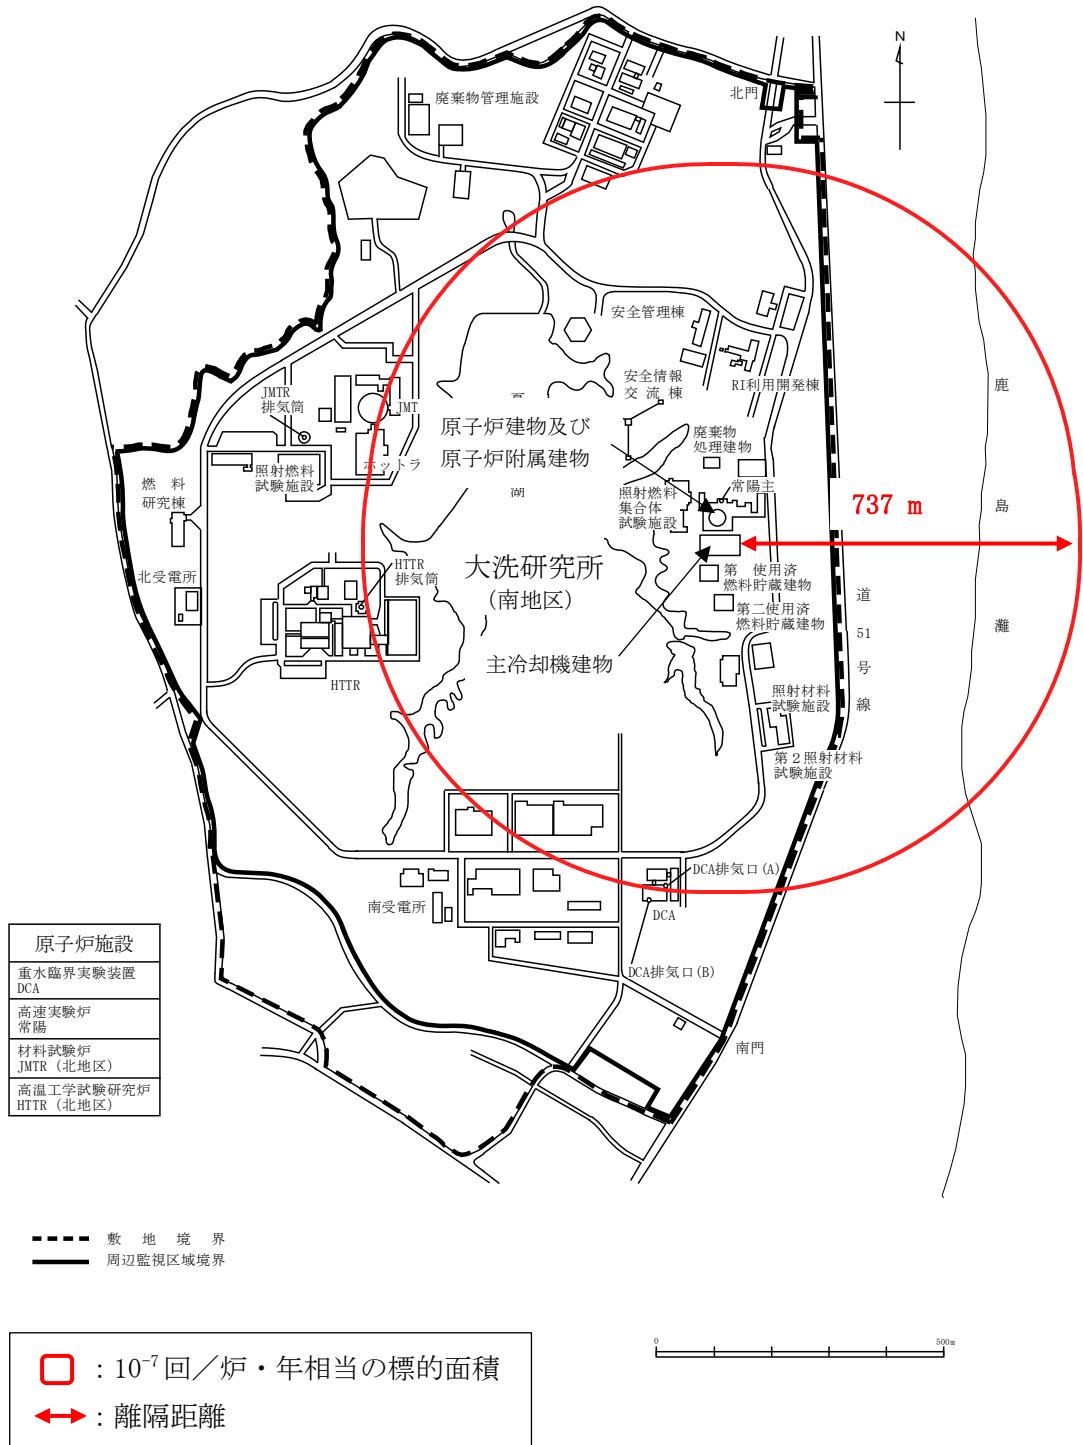 N
廃棄物管理施設
北門
安全管理棟
鹿
安全情報
交流棟
RI利用開発棟
JMTR
排気筒
JMT
原子炉建物及び
原子炉附属建物
廃棄物
処理建物
ホットラ
照射燃料
試験施設
燃料
研究棟
湖
照射燃料
集合体
試験施設
常陽主
737 m
島
HTTR
排気筒
大洗研究所
(南地区)
北受電所
第 使用済
燃料貯蔵建物
第二使用済
燃料貯蔵建物
道
51
号
線
灘
主冷却機建物
HTTR
照射材料
試験施設
第2照射材料
試験施設
DCA排気口(A)
南受電所
DCA
DCA排気口(B)
南門
原子炉施設
重水臨界実験装置
DCA
高速実験炉
常陽
材料試験炉
JMTR (北地区)
高温工学試験研究炉
HTTR (北地区)
敷地境界
周辺監視区域境界
:10⁻⁷回/炉・年相当の標的面積
:離隔距離
0 500m